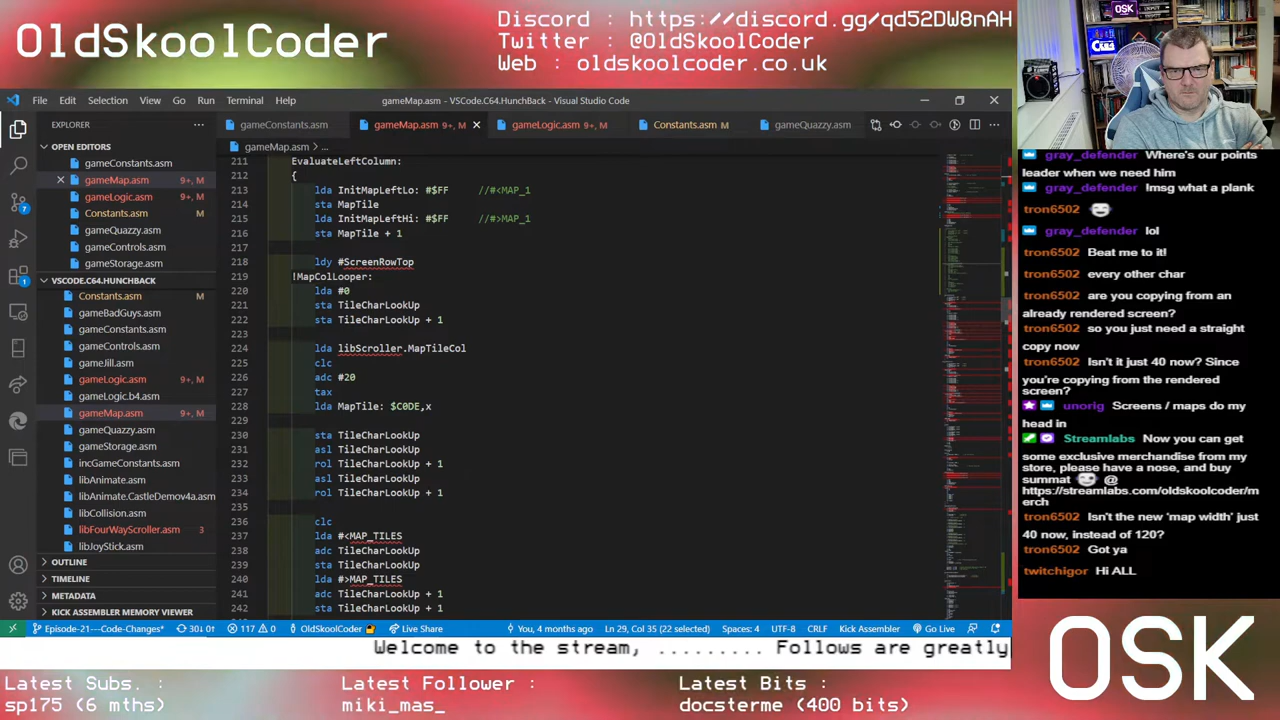 OldSkoolCoder
Discord : https://discord.gg/qd52DW8nAH
Twitter : @OldSkoolCoder
Web : oldskoolcoder.co.uk
OSK
File Edit Selection View Go Run Terminal Help
gameMap.asm - VSCode.C64.HunchBack - Visual Studio Code
EXPLORER
OPEN EDITORS
gameConstants.asm
gameMap.asm 9+, M
gameLogic.asm 9+, M
Constants.asm M
gameQuazzy.asm
gameControls.asm
gameStorage.asm
VSCODE.C64.HUNCHBACK
Constants.asm M
gameBadGuys.asm
gameConstants.asm
gameControls.asm
gameJill.asm
gameLogic.asm 9+, M
gameLogic.b4.asm
gameMap.asm 9+, M
gameQuazzy.asm
gameStorage.asm
incGameConstants.asm
libAnimate.asm
libAnimate.CastleDemov4a.asm
libCollision.asm
libFourWayScroller.asm 3
libJoyStick.asm
OUTLINE
TIMELINE
METADATA
KICK ASSEMBLER MEMORY VIEWER
gameConstants.asm
gameMap.asm 9+, M
gameLogic.asm 9+, M
Constants.asm M
gameQuazzy.asm
gameMap.asm > ...
211 EvaluateLeftColumn:
212 {
213 lda InitMapLeftLo: #$FF //#<MAP_1
214 sta MapTile
215 lda InitMapLeftHi: #$FF //#>MAP_1
216 sta MapTile + 1
217
218 ldy #ScreenRowTop
219 !MapColLooper:
220 lda #0
221 sta TileCharLookUp
222 sta TileCharLookUp + 1
223
224 lda libScroller.MapTileCol
225 clc
226 adc #20
227 tax
228 lda MapTile: $C0DE,x
229
230 sta TileCharLookUp
231 asl TileCharLookUp
232 rol TileCharLookUp + 1
233 asl TileCharLookUp
234 rol TileCharLookUp + 1
235
236 clc
237 lda #<MAP_TILES
238 adc TileCharLookUp
239 sta TileCharLookUp
240 lda #>MAP_TILES
241 adc TileCharLookUp + 1
242 sta TileCharLookUp + 1
Episode-21---Code-Changes* 30↓ 0↑ 117 0 OldSkoolCoder Live Share You, 4 months ago Ln 29, Col 35 (22 selected) Spaces: 4 UTF-8 CRLF Kick Assembler Go Live
gray_defender Where's our points
leader when we need him
gray_defender lmsg what a plank
tron6502
gray_defender lol
tron6502 Beat me to it!
tron6502 every other char
tron6502 are you copying from an
already rendered screen?
tron6502 so you just need a straight
copy now
tron6502 Isn't it just 40 now? Since
you're copying frim the rendered
screen?
unorig Screens / maps do my
head in
Streamlabs Now you can get
some exclusive merchandise from my
store, please have a nose, and buy
summat @
https://streamlabs.com/oldskoolcoder/m
erch
tron6502 Isn't the new 'map width' just
40 now, instead of 120?
tron6502 Got ya
twitchigor Hi ALL
OSK
Welcome to the stream, ......... Follows are greatly
Latest Subs. :
sp175 (6 mths)
Latest Follower :
miki_mas_
Latest Bits :
docsterme (400 bits)